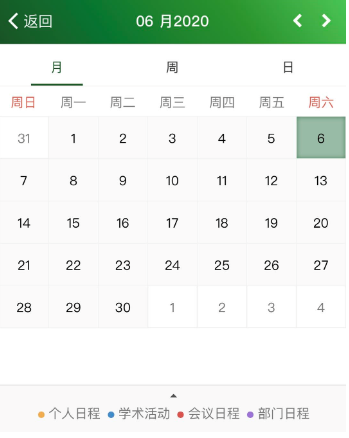 返回 06 月2020
月 周 日
周日 周一 周二 周三 周四 周五 周六
31 1 2 3 4 5 6
7 8 9 10 11 12 13
14 15 16 17 18 19 20
21 22 23 24 25 26 27
28 29 30 1 2 3 4
个人日程 学术活动 会议日程 部门日程